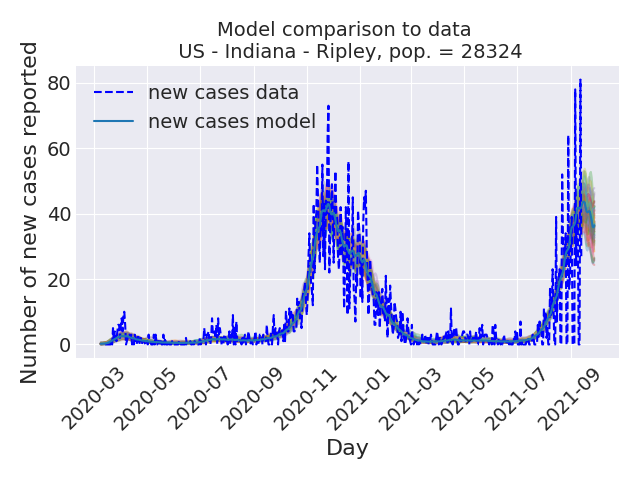 Model comparison to data
US - Indiana - Ripley, pop. = 28324
Number of new cases reported
80
60
40
20
0
new cases data
new cases model
2020-03
2020-05
2020-07
2020-09
2020-11
2021-01
2021-03
2021-05
2021-07
2021-09
Day